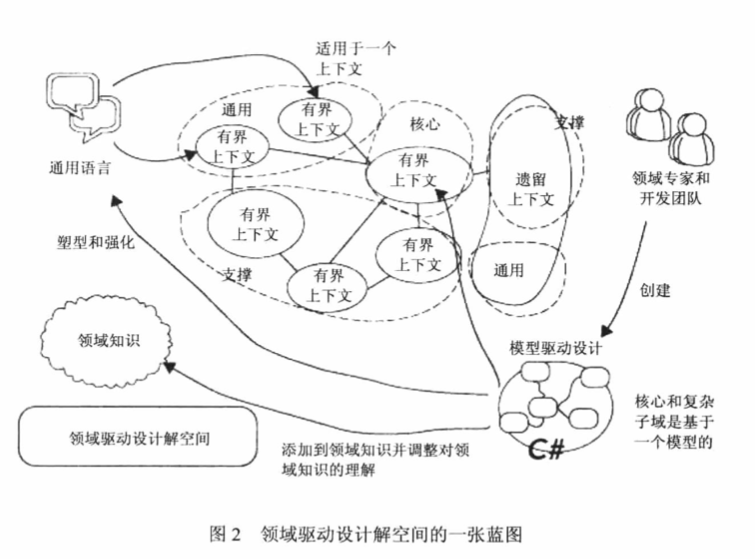 适用于一个
上下文
通用
有界
上下文
核心
支撑
有界
上下文
有界
上下文
遗留
上下文
通用语言
领域专家和
开发团队
有界
上下文
有界
上下文
塑型和强化
支撑
有界
上下文
通用
创建
领域知识
模型驱动设计
核心和复杂
子域是基于
一个模型的
领域驱动设计解空间
添加到领域知识并调整对领
域知识的理解
C#
图 2 领域驱动设计解空间的一张蓝图